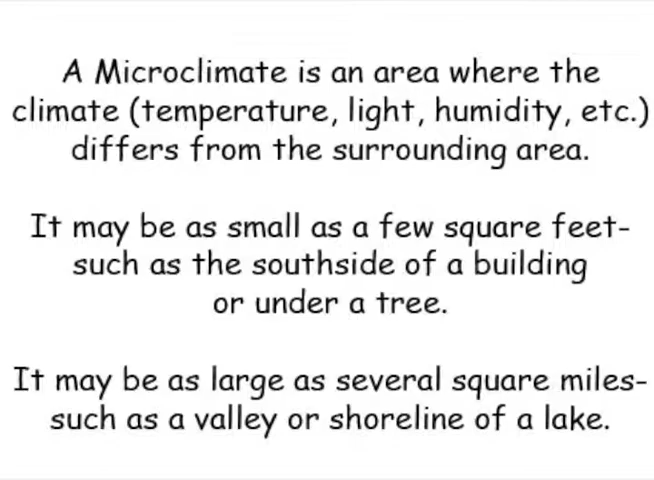 A Microclimate is an area where the
climate (temperature, light, humidity, etc.)
differs from the surrounding area.
It may be as small as a few square feet-
such as the southside of a building
or under a tree.
It may be as large as several square miles-
such as a valley or shoreline of a lake.